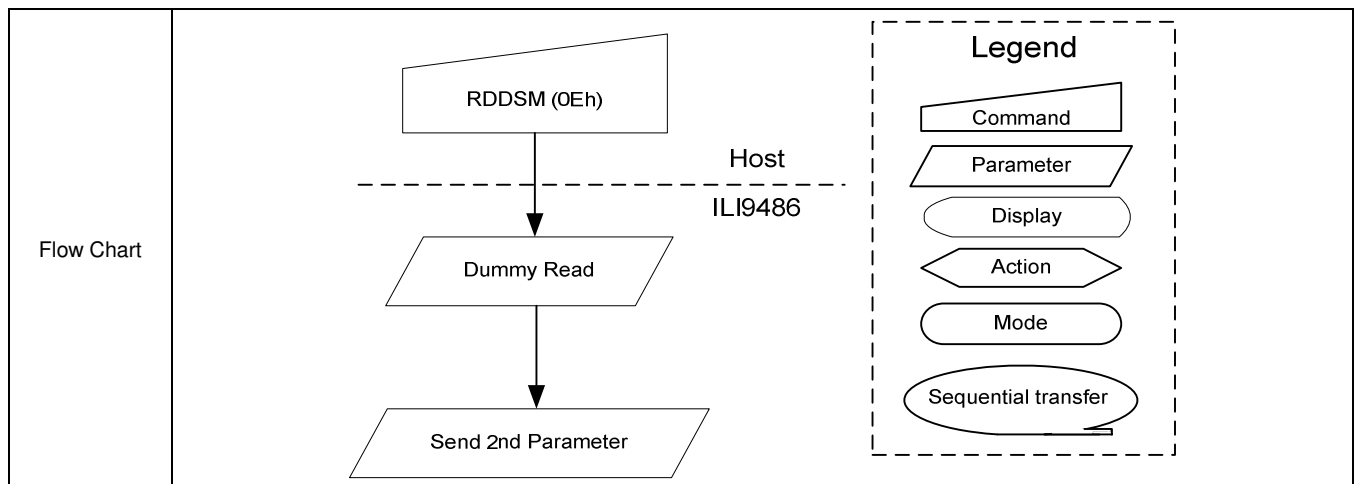 Flow Chart
RDDSM (0Eh)
Host
ILI9486
Dummy Read
Send 2nd Parameter
Legend
Command
Parameter
Display
Action
Mode
Sequential transfer